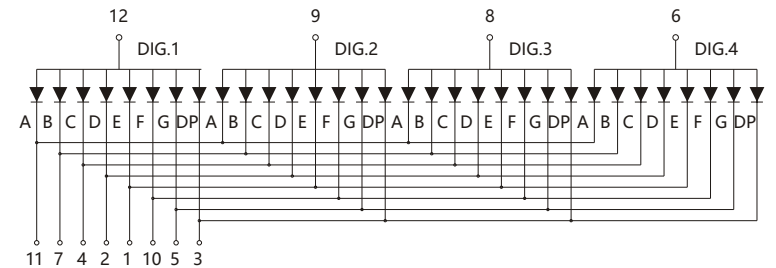 12 9 8 6
DIG.1 DIG.2 DIG.3 DIG.4
A B C D E F G DP A B C D E F G DP A B C D E F G DP A B C D E F G DP
11 7 4 2 1 10 5 3